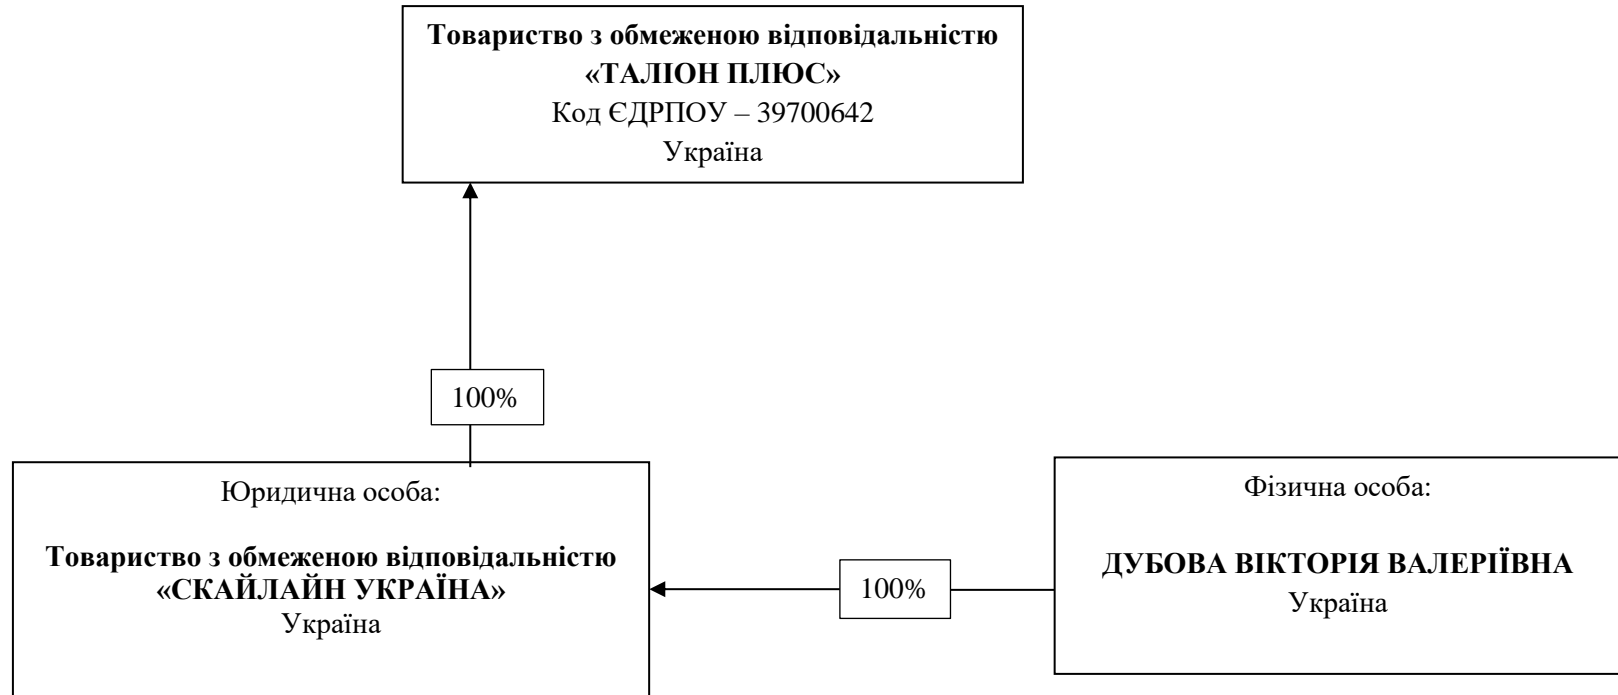 Товариство з обмеженою відповідальністю
«ТАЛІОН ПЛЮС»
Код ЄДРПОУ – 39700642
Україна
100%
Юридична особа:
Товариство з обмеженою відповідальністю
«СКАЙЛАЙН УКРАЇНА»
Україна
100%
Фізична особа:
ДУБОВА ВІКТОРІЯ ВАЛЕРІЇВНА
Україна